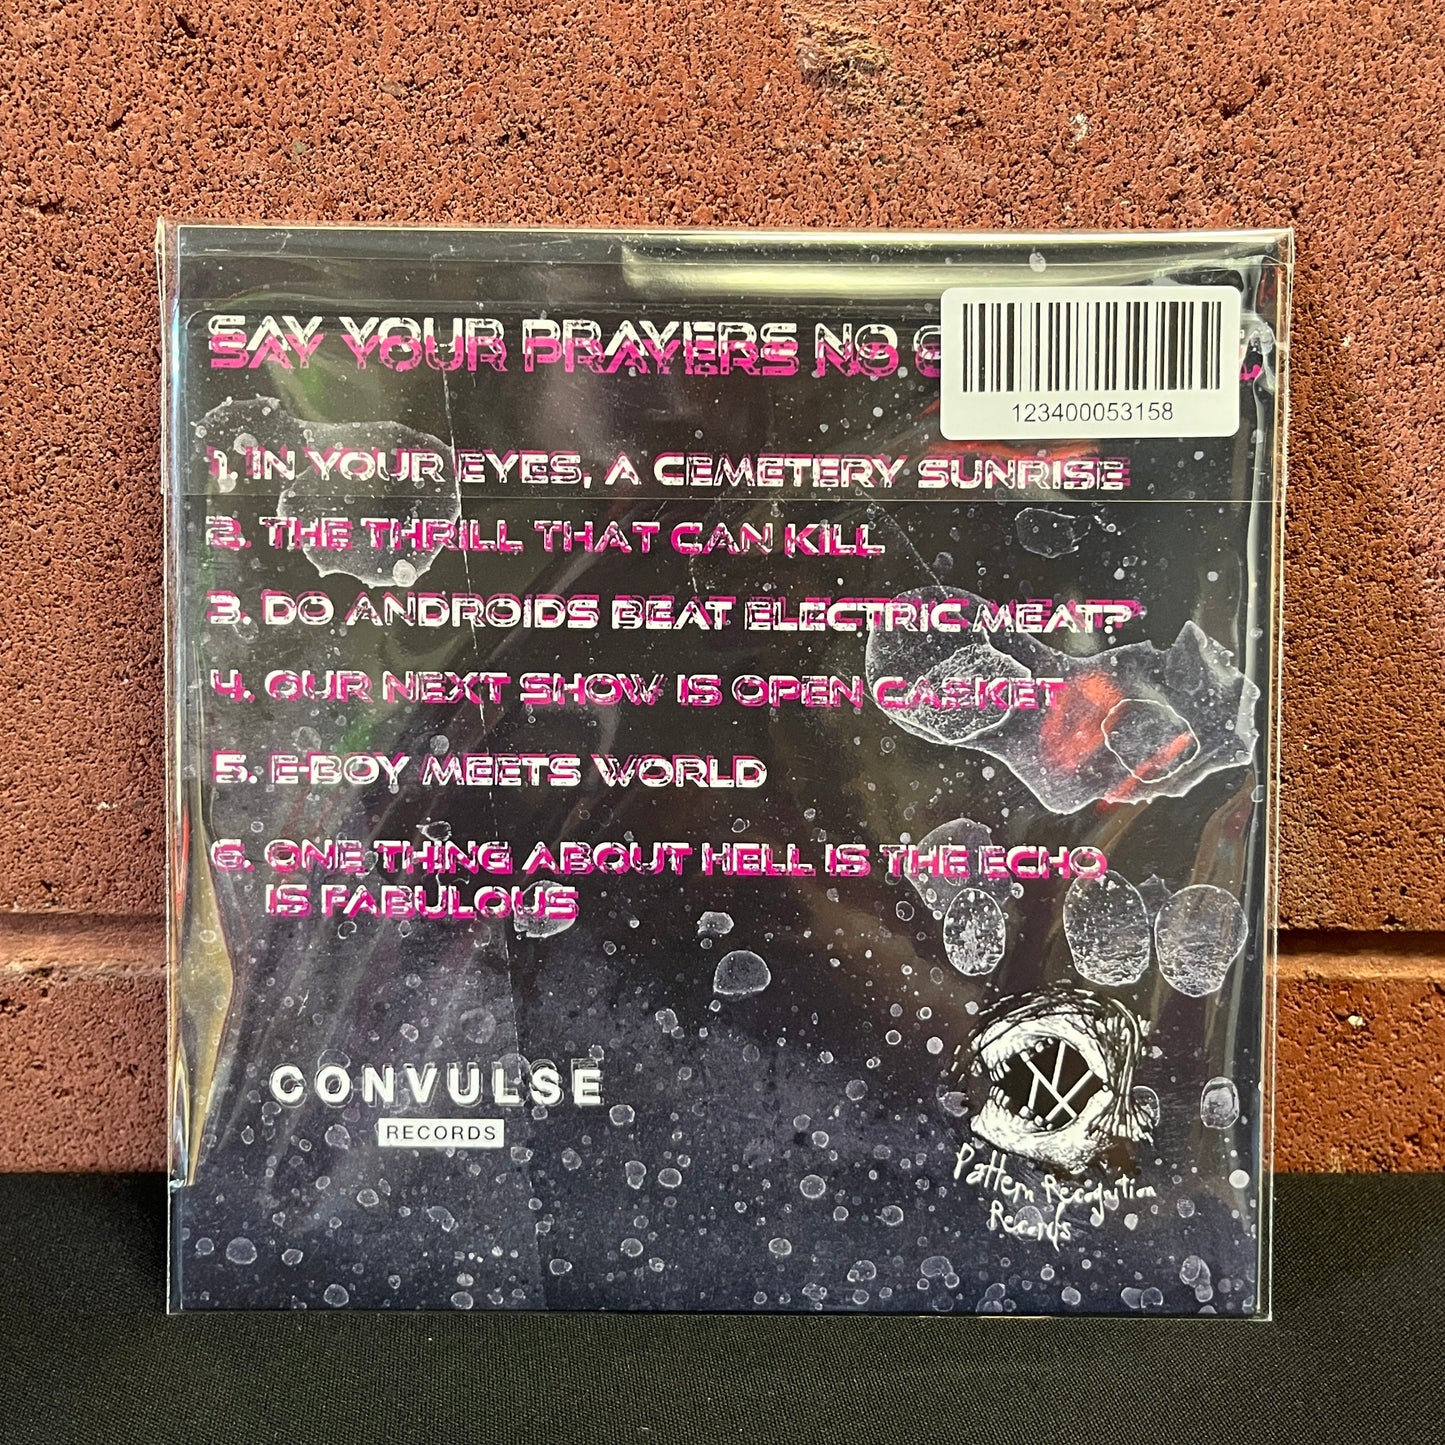 SAY YOUR PRAYERS NO
123400053158
1. IN YOUR EYES, A CEMETERY SUNRISE
2. THE THRILL THAT CAN KILL
3. DO ANDROIDS BEAT ELECTRIC MEAT?
4. OUR NEXT SHOW IS OPEN CASKET
5. E-BOY MEETS WORLD
6. ONE THING ABOUT HELL IS THE ECHO
IS FABULOUS
CONVULSE
RECORDS
Pattern Recognition
Records